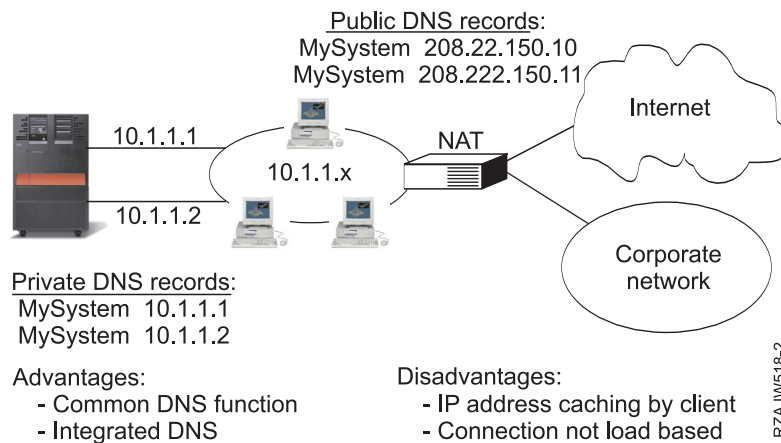 Public DNS records:
MySystem 208.22.150.10
MySystem 208.222.150.11
Internet
NAT
10.1.1.1
10.1.1.x
10.1.1.2
Corporate
network
Private DNS records:
MySystem 10.1.1.1
MySystem 10.1.1.2
Advantages:
- Common DNS function
- Integrated DNS
Disadvantages:
- IP address caching by client
- Connection not load based
RZAJW518-2